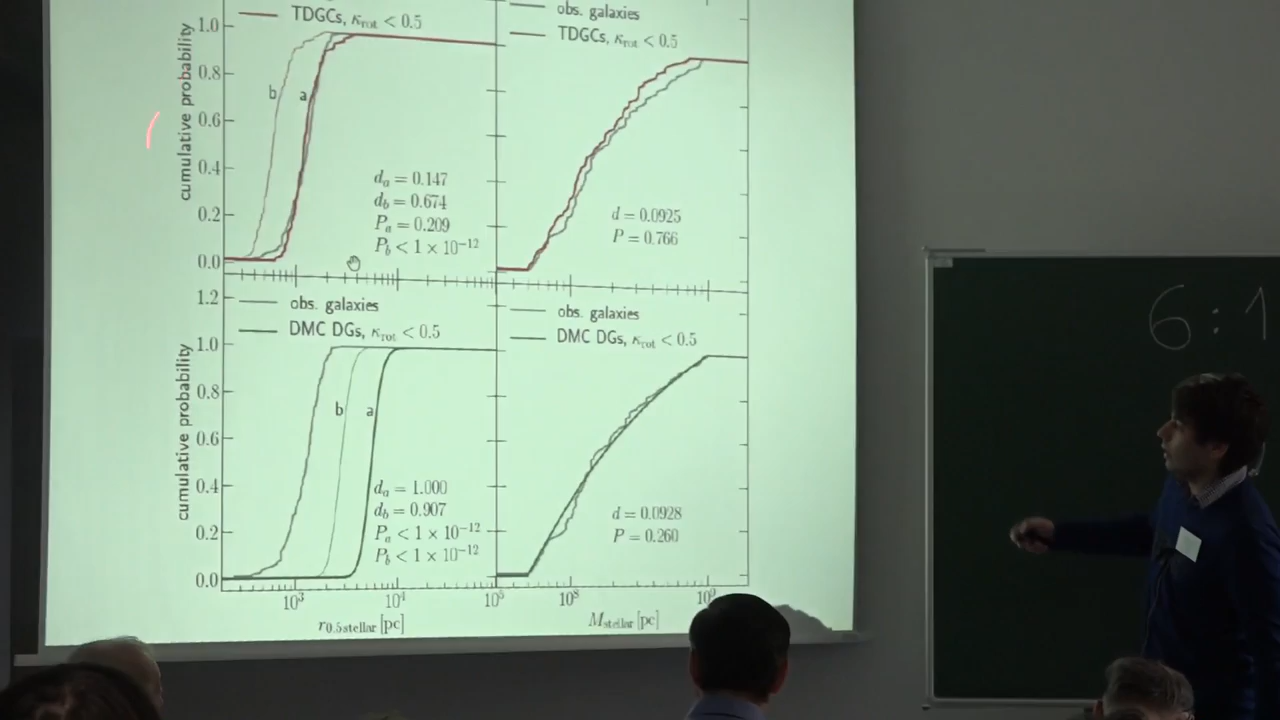 TDGCs, κrot < 0.5
1.0
0.8
0.6
0.4
0.2
0.0
cumulative probability
b
a
da = 0.147
db = 0.674
Pa = 0.209
Pb < 1 × 10−12
obs. galaxies
TDGCs, κrot < 0.5
d = 0.0925
P = 0.766
1.2
1.0
0.8
0.6
0.4
0.2
0.0
cumulative probability
obs. galaxies
DMC DGs, κrot < 0.5
b
a
da = 1.000
db = 0.907
Pa < 1 × 10−12
Pb < 1 × 10−12
10³
10⁴
10⁵
r0.5stellar [pc]
obs. galaxies
DMC DGs, κrot < 0.5
d = 0.0928
P = 0.260
10⁸
10⁹
Mstellar [pc]
6:1